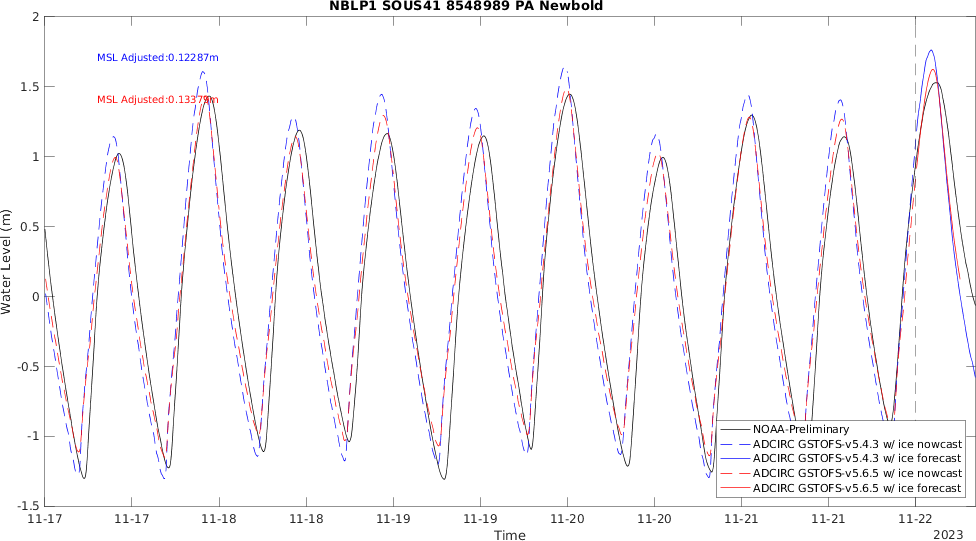 NBLP1 SOUS41 8548989 PA Newbold
2
1.5
1
0.5
0
-0.5
-1
-1.5
Water Level (m)
MSL Adjusted:0.12287m
MSL Adjusted:0.13379m
NOAA-Preliminary
ADCIRC GSTOFS-v5.4.3 w/ ice nowcast
ADCIRC GSTOFS-v5.4.3 w/ ice forecast
ADCIRC GSTOFS-v5.6.5 w/ ice nowcast
ADCIRC GSTOFS-v5.6.5 w/ ice forecast
11-17 11-17 11-18 11-18 11-19 11-19 11-20 11-20 11-21 11-21 11-22
Time
2023